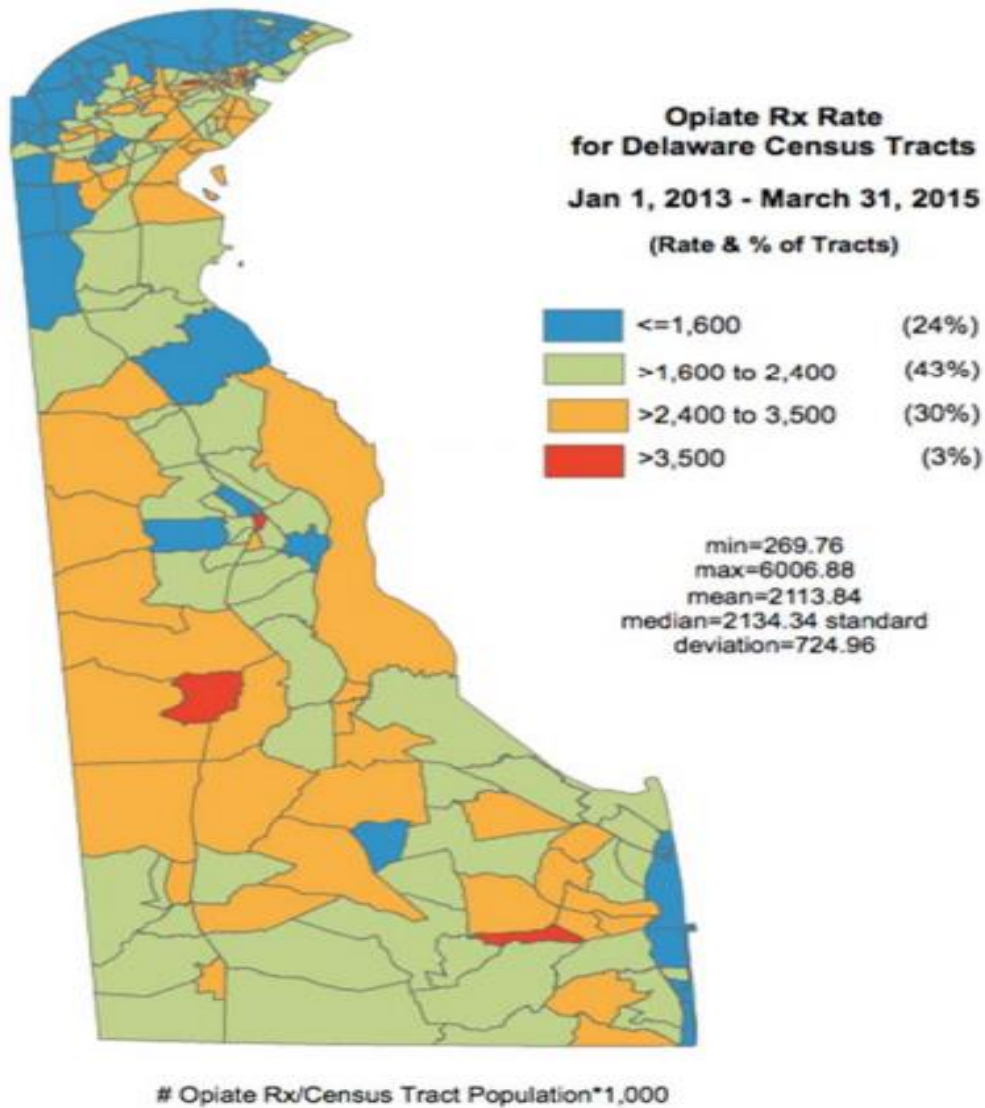 Opiate Rx Rate
for Delaware Census Tracts
Jan 1, 2013 - March 31, 2015
(Rate & % of Tracts)
<=1,600 (24%)
>1,600 to 2,400 (43%)
>2,400 to 3,500 (30%)
>3,500 (3%)
min=269.76
max=6006.88
mean=2113.84
median=2134.34 standard
deviation=724.96
# Opiate Rx/Census Tract Population*1,000